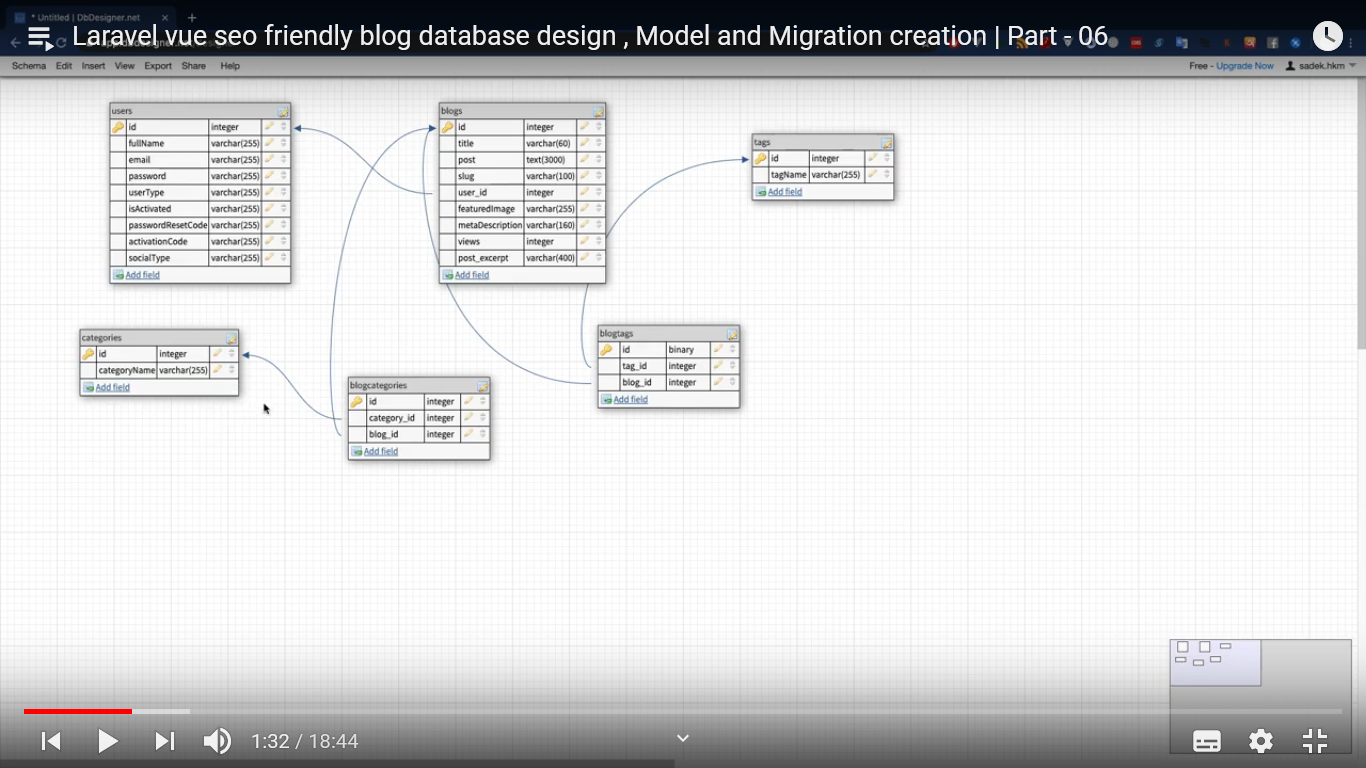 * Untitled | DbDesigner.net
Laravel vue seo friendly blog database design , Model and Migration creation | Part - 06
Schema Edit Insert View Export Share Help
Free - Upgrade Now sadek.hkm
users
id integer
fullName varchar(255)
email varchar(255)
password varchar(255)
userType varchar(255)
isActivated varchar(255)
passwordResetCode varchar(255)
activationCode varchar(255)
socialType varchar(255)
Add field
blogs
id integer
title varchar(60)
post text(3000)
slug varchar(100)
user_id integer
featuredImage varchar(255)
metaDescription varchar(160)
views integer
post_excerpt varchar(400)
Add field
tags
id integer
tagName varchar(255)
Add field
categories
id integer
categoryName varchar(255)
Add field
blogcategories
id integer
category_id integer
blog_id integer
Add field
blogtags
id binary
tag_id integer
blog_id integer
Add field
1:32 / 18:44